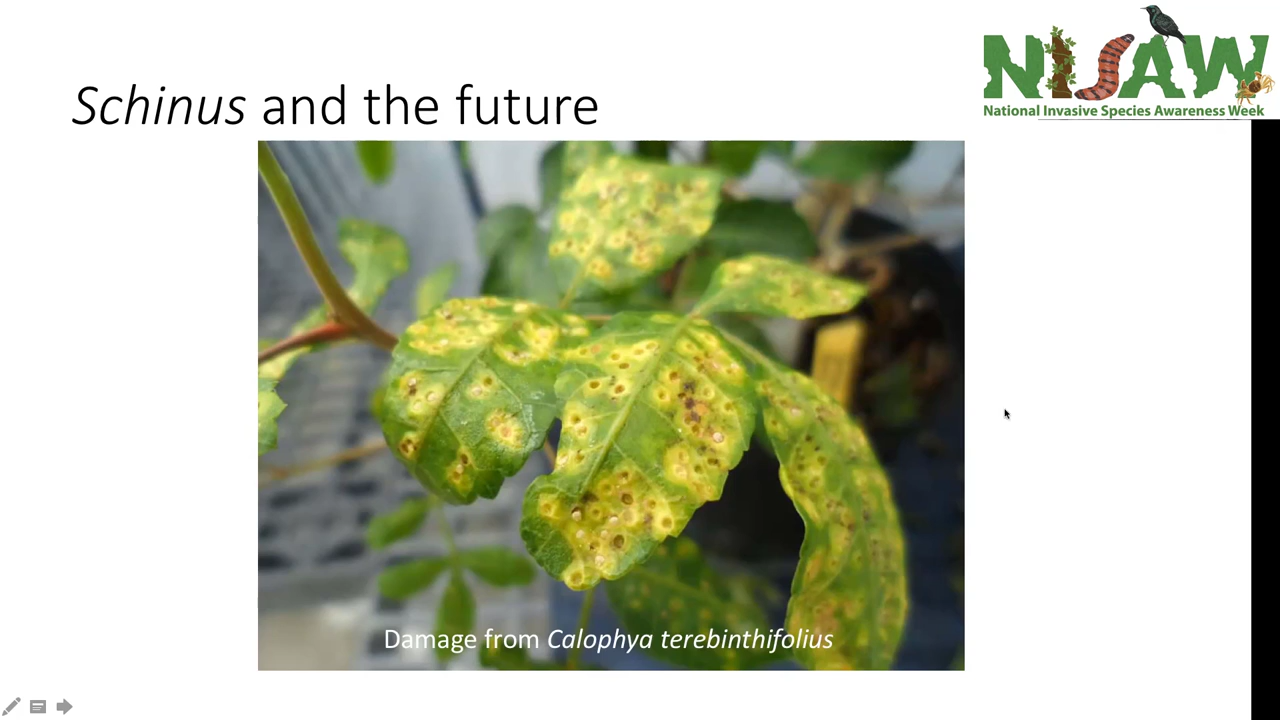 NISAW
National Invasive Species Awareness Week
Schinus and the future
Damage from Calophya terebinthifolius